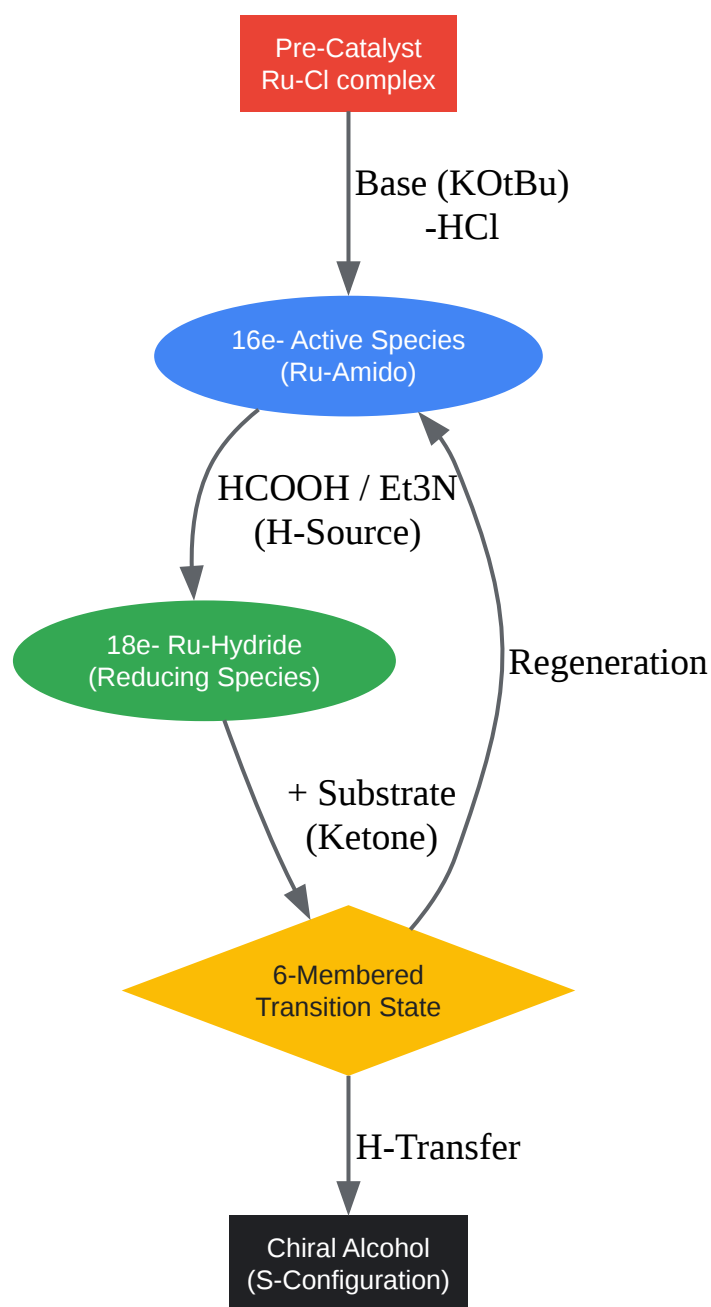 Pre-Catalyst
Ru-Cl complex
Base (KOtBu)
-HCl
16e- Active Species
(Ru-Amido)
HCOOH / Et3N
(H-Source)
18e- Ru-Hydride
(Reducing Species)
Regeneration
+ Substrate
(Ketone)
6-Membered
Transition State
H-Transfer
Chiral Alcohol
(S-Configuration)